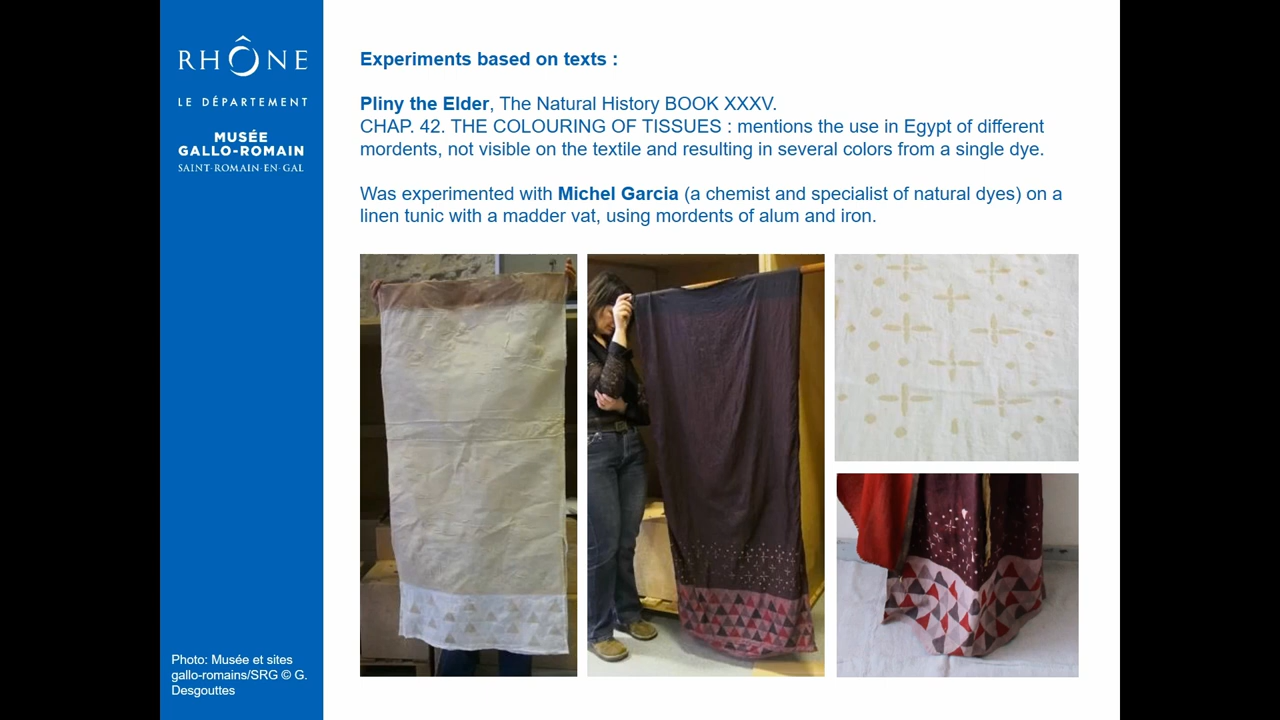 RHÔNE
LE DÉPARTEMENT
MUSÉE
GALLO-ROMAIN
SAINT-ROMAIN-EN-GAL
Experiments based on texts :
Pliny the Elder, The Natural History BOOK XXXV.
CHAP. 42. THE COLOURING OF TISSUES : mentions the use in Egypt of different
mordents, not visible on the textile and resulting in several colors from a single dye.
Was experimented with Michel Garcia (a chemist and specialist of natural dyes) on a
linen tunic with a madder vat, using mordents of alum and iron.
Photo: Musée et sites
gallo-romains/SRG © G.
Desgouttes